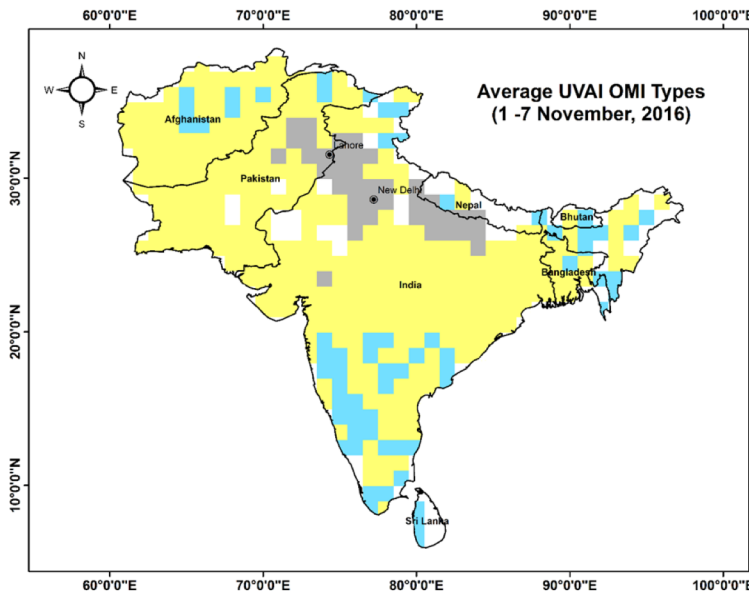 60°0'0"E 70°0'0"E 80°0'0"E 90°0'0"E 100°0'0"E
N
W E
S
Average UVAI OMI Types
(1 -7 November, 2016)
Afghanistan
Lahore
Pakistan
30°0'0"N
New Delhi
Nepal
Bhutan
Bangladesh
India
20°0'0"N
10°0'0"N
Sri Lanka
60°0'0"E 70°0'0"E 80°0'0"E 90°0'0"E 100°0'0"E